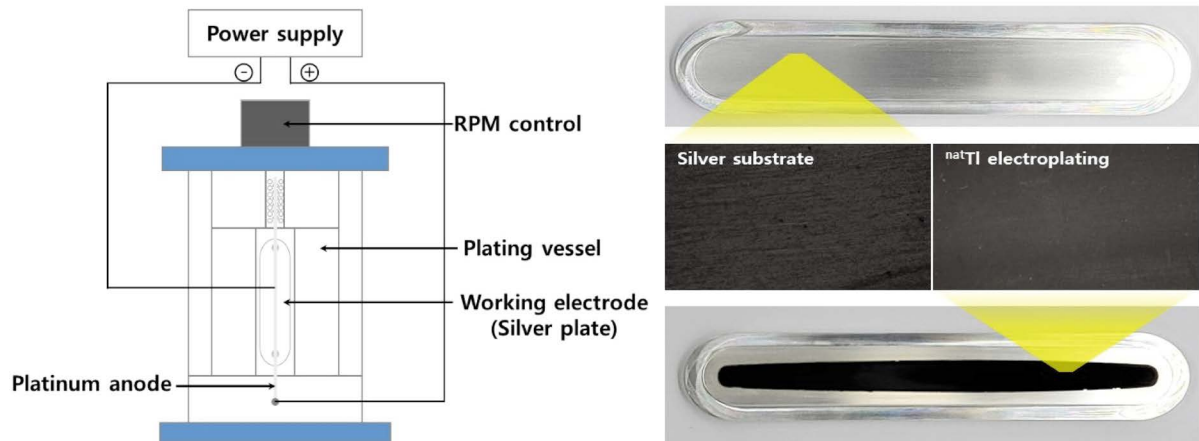 Power supply
⊖ ⊕
RPM control
Plating vessel
Working electrode
(Silver plate)
Platinum anode
Silver substrate
ⁿᵃᵗTl electroplating